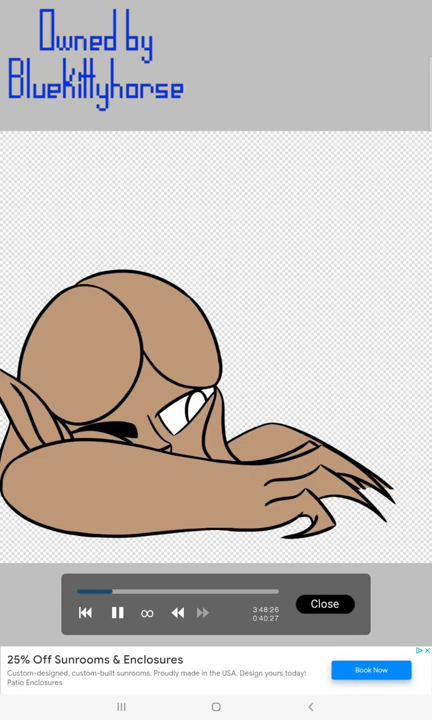 Owned by
Bluekittyhorse
3:48:26
0:40:27
Close
25% Off Sunrooms & Enclosures
Custom-designed, custom-built sunrooms. Proudly made in the USA. Design yours today!
Patio Enclosures
Book Now